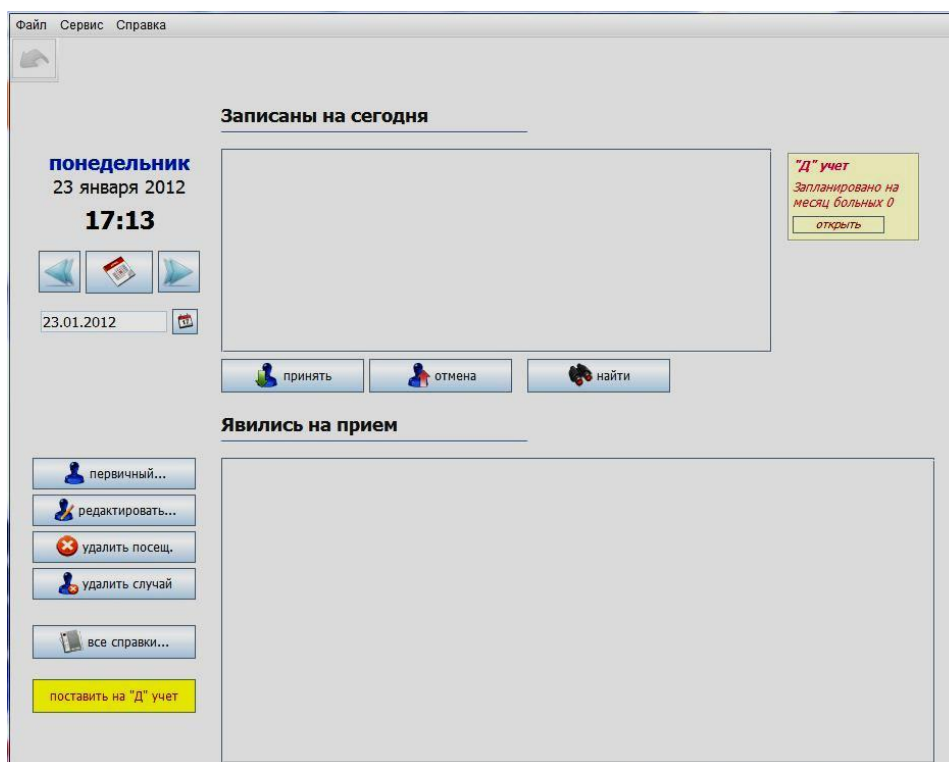 Файл Сервис Справка
Записаны на сегодня
понедельник
23 января 2012
17:13
23.01.2012
"Д" учет
Запланировано на
месяц больных 0
открыть
принять отмена найти
Явились на прием
первичный...
редактировать...
удалить посещ.
удалить случай
все справки...
поставить на "Д" учет